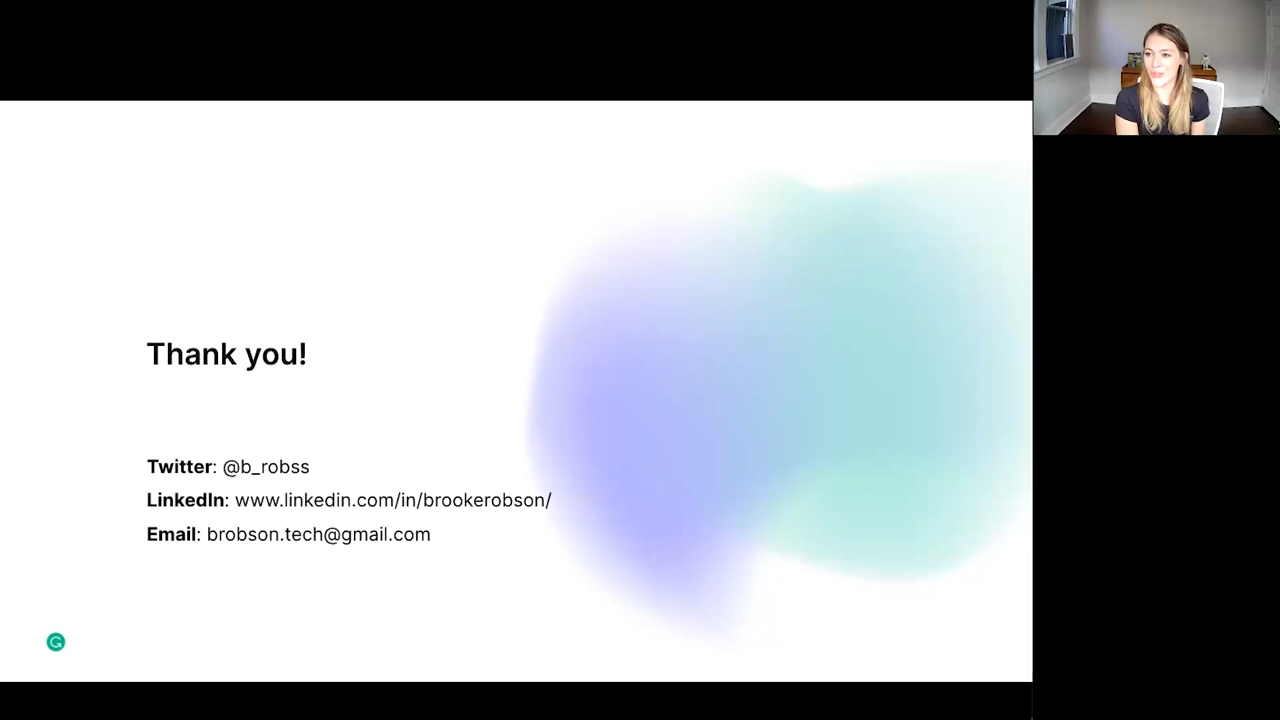 Thank you!
Twitter: @b_robss
LinkedIn: www.linkedin.com/in/brookerobson/
Email: brobson.tech@gmail.com